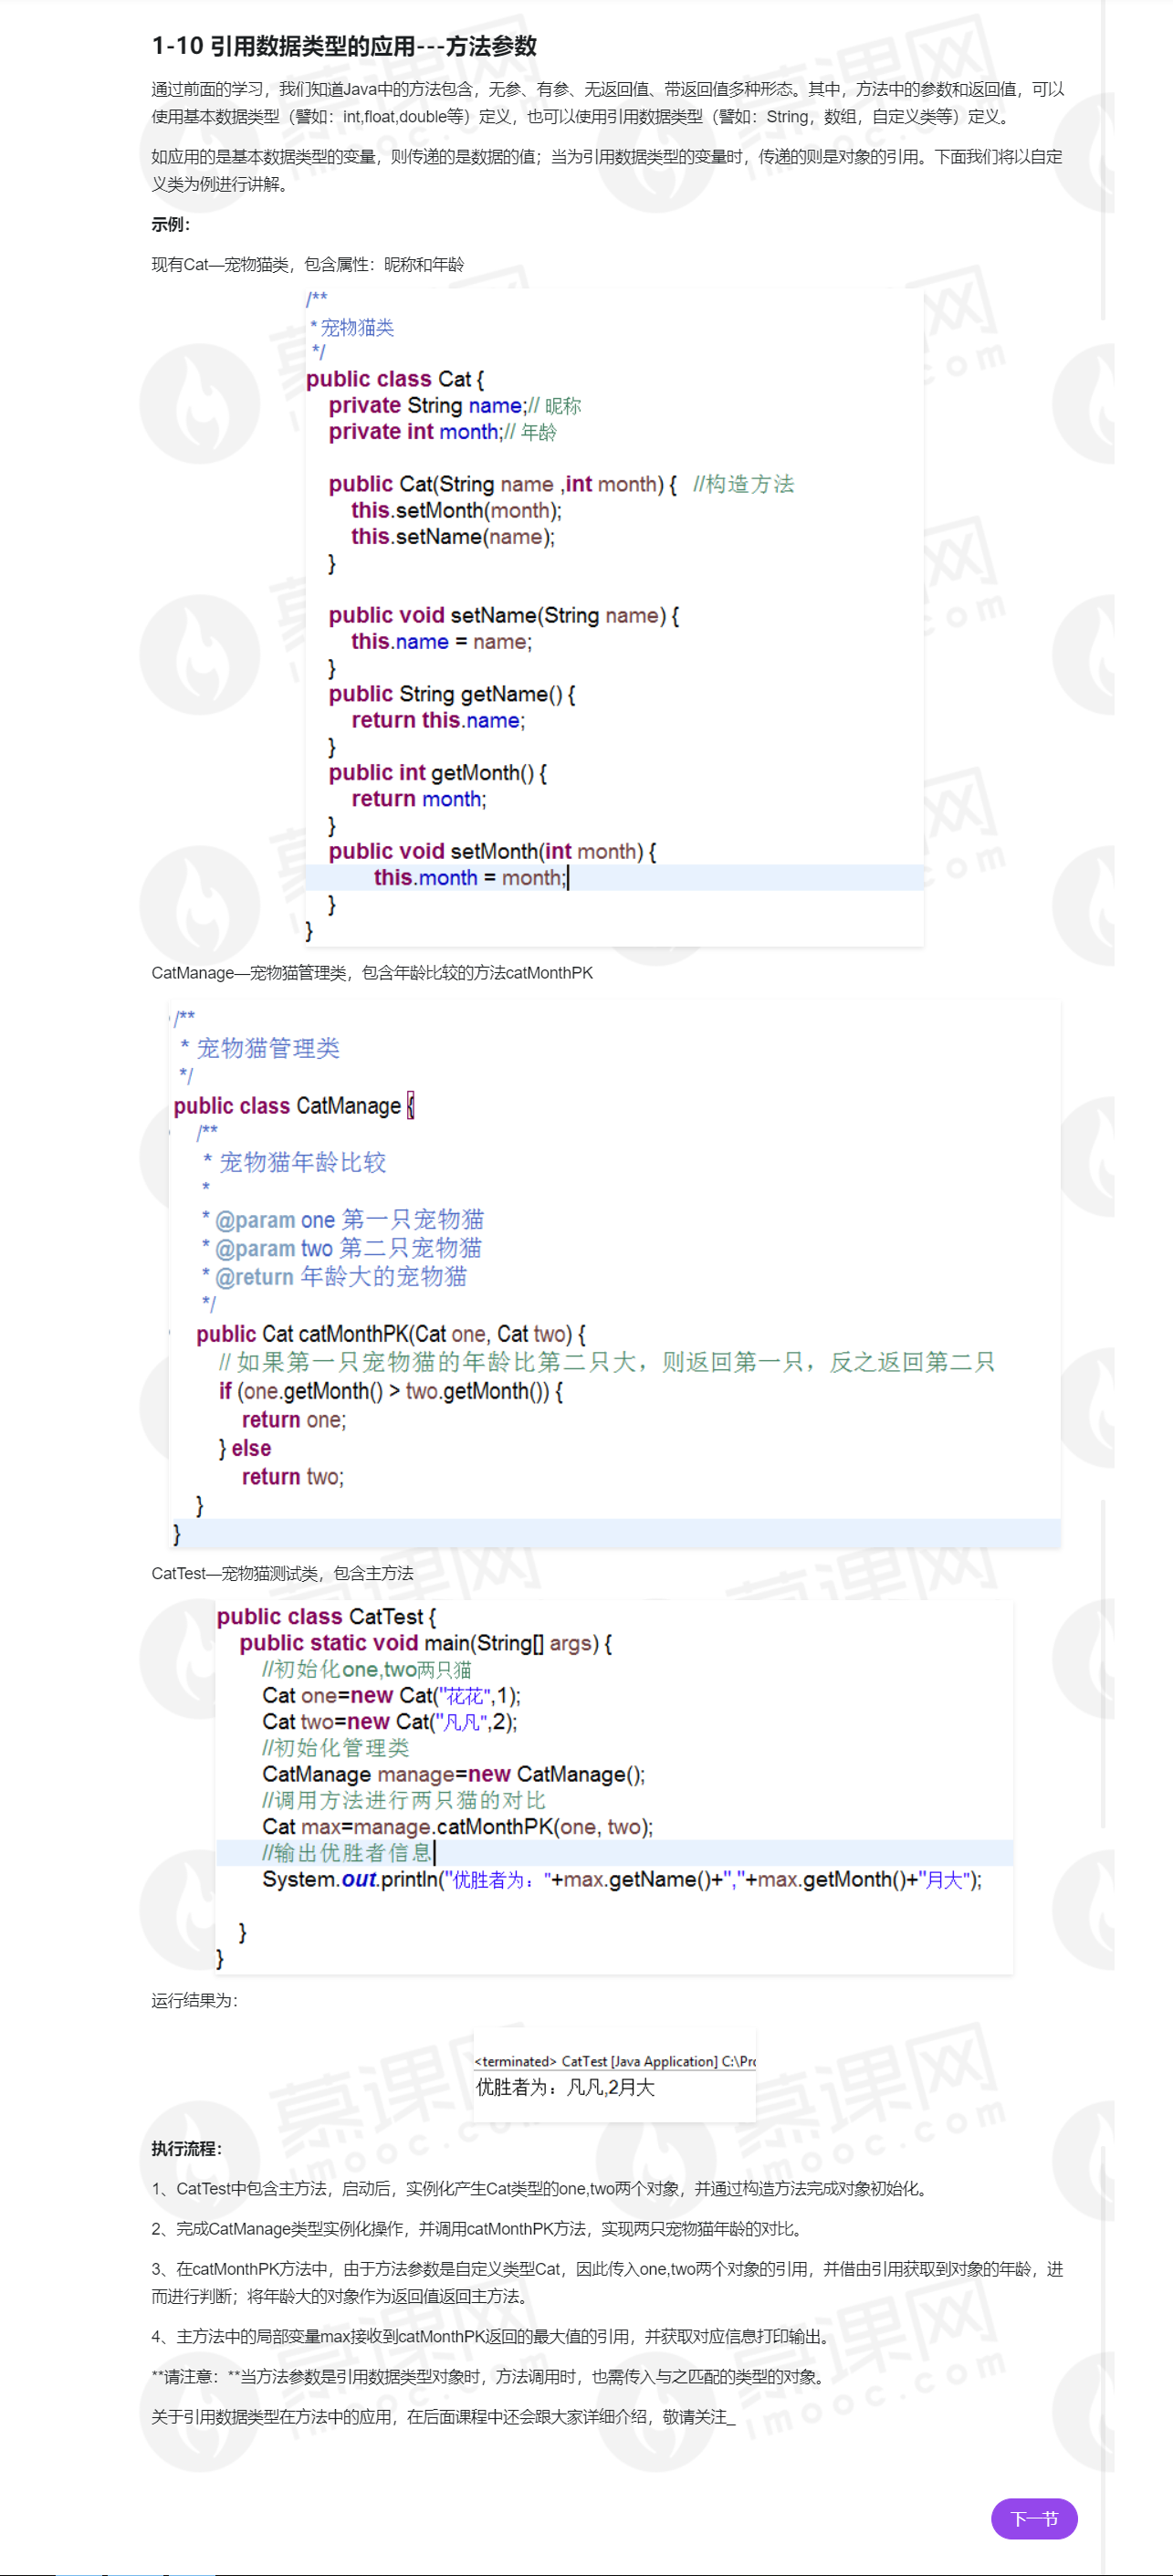 1-10 引用数据类型的应用---方法参数
通过前面的学习，我们知道Java中的方法包含，无参、有参、无返回值、带返回值多种形态。其中，方法中的参数和返回值，可以
使用基本数据类型（譬如：int,float,double等）定义，也可以使用引用数据类型（譬如：String，数组，自定义类等）定义。
如应用的是基本数据类型的变量，则传递的是数据的值；当为引用数据类型的变量时，传递的则是对象的引用。下面我们将以自定
义类为例进行讲解。
示例：
现有Cat—宠物猫类，包含属性：昵称和年龄
/**
* 宠物猫类
*/
public class Cat {
private String name;// 昵称
private int month;// 年龄
public Cat(String name ,int month) { //构造方法
this.setMonth(month);
this.setName(name);
}
public void setName(String name) {
this.name = name;
}
public String getName() {
return this.name;
}
public int getMonth() {
return month;
}
public void setMonth(int month) {
this.month = month;
}
}
CatManage—宠物猫管理类，包含年龄比较的方法catMonthPK
/**
* 宠物猫管理类
*/
public class CatManage {
/**
* 宠物猫年龄比较
*
* @param one 第一只宠物猫
* @param two 第二只宠物猫
* @return 年龄大的宠物猫
*/
public Cat catMonthPK(Cat one, Cat two) {
// 如果第一只宠物猫的年龄比第二只大，则返回第一只，反之返回第二只
if (one.getMonth() > two.getMonth()) {
return one;
} else
return two;
}
}
CatTest—宠物猫测试类，包含主方法
public class CatTest {
public static void main(String[] args) {
//初始化one,two两只猫
Cat one=new Cat("花花",1);
Cat two=new Cat("凡凡",2);
//初始化管理类
CatManage manage=new CatManage();
//调用方法进行两只猫的对比
Cat max=manage.catMonthPK(one, two);
//输出优胜者信息
System.out.println("优胜者为："+max.getName()+","+max.getMonth()+"月大");
}
}
运行结果为：
<terminated> CatTest [Java Application] C:\Pr
优胜者为：凡凡,2月大
执行流程：
1、CatTest中包含主方法，启动后，实例化产生Cat类型的one,two两个对象，并通过构造方法完成对象初始化。
2、完成CatManage类型实例化操作，并调用catMonthPK方法，实现两只宠物猫年龄的对比。
3、在catMonthPK方法中，由于方法参数是自定义类型Cat，因此传入one,two两个对象的引用，并借由引用获取到对象的年龄，进
而进行判断；将年龄大的对象作为返回值返回主方法。
4、主方法中的局部变量max接收到catMonthPK返回的最大值的引用，并获取对应信息打印输出。
**请注意：**当方法参数是引用数据类型对象时，方法调用时，也需传入与之匹配的类型的对象。
关于引用数据类型在方法中的应用，在后面课程中还会跟大家详细介绍，敬请关注_
下一节